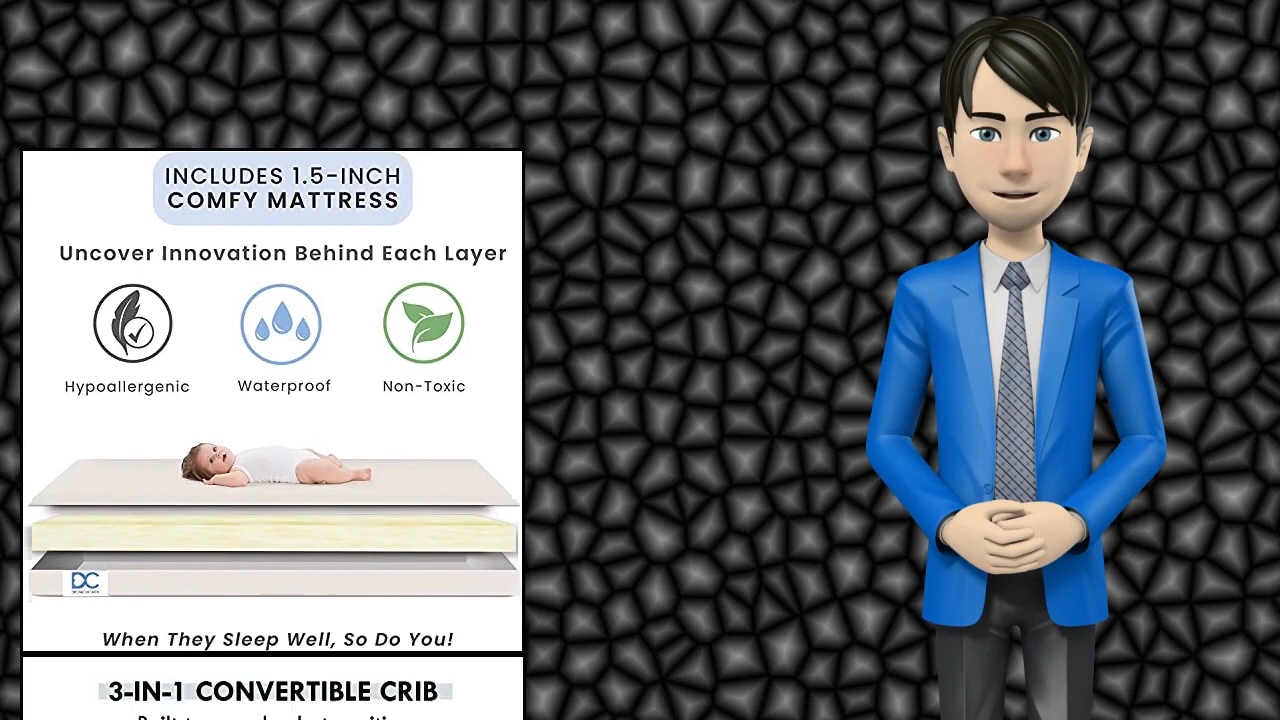 INCLUDES 1.5-INCH
COMFY MATTRESS
Uncover Innovation Behind Each Layer
Hypoallergenic
Waterproof
Non-Toxic
DC
When They Sleep Well, So Do You!
3-IN-1 CONVERTIBLE CRIB